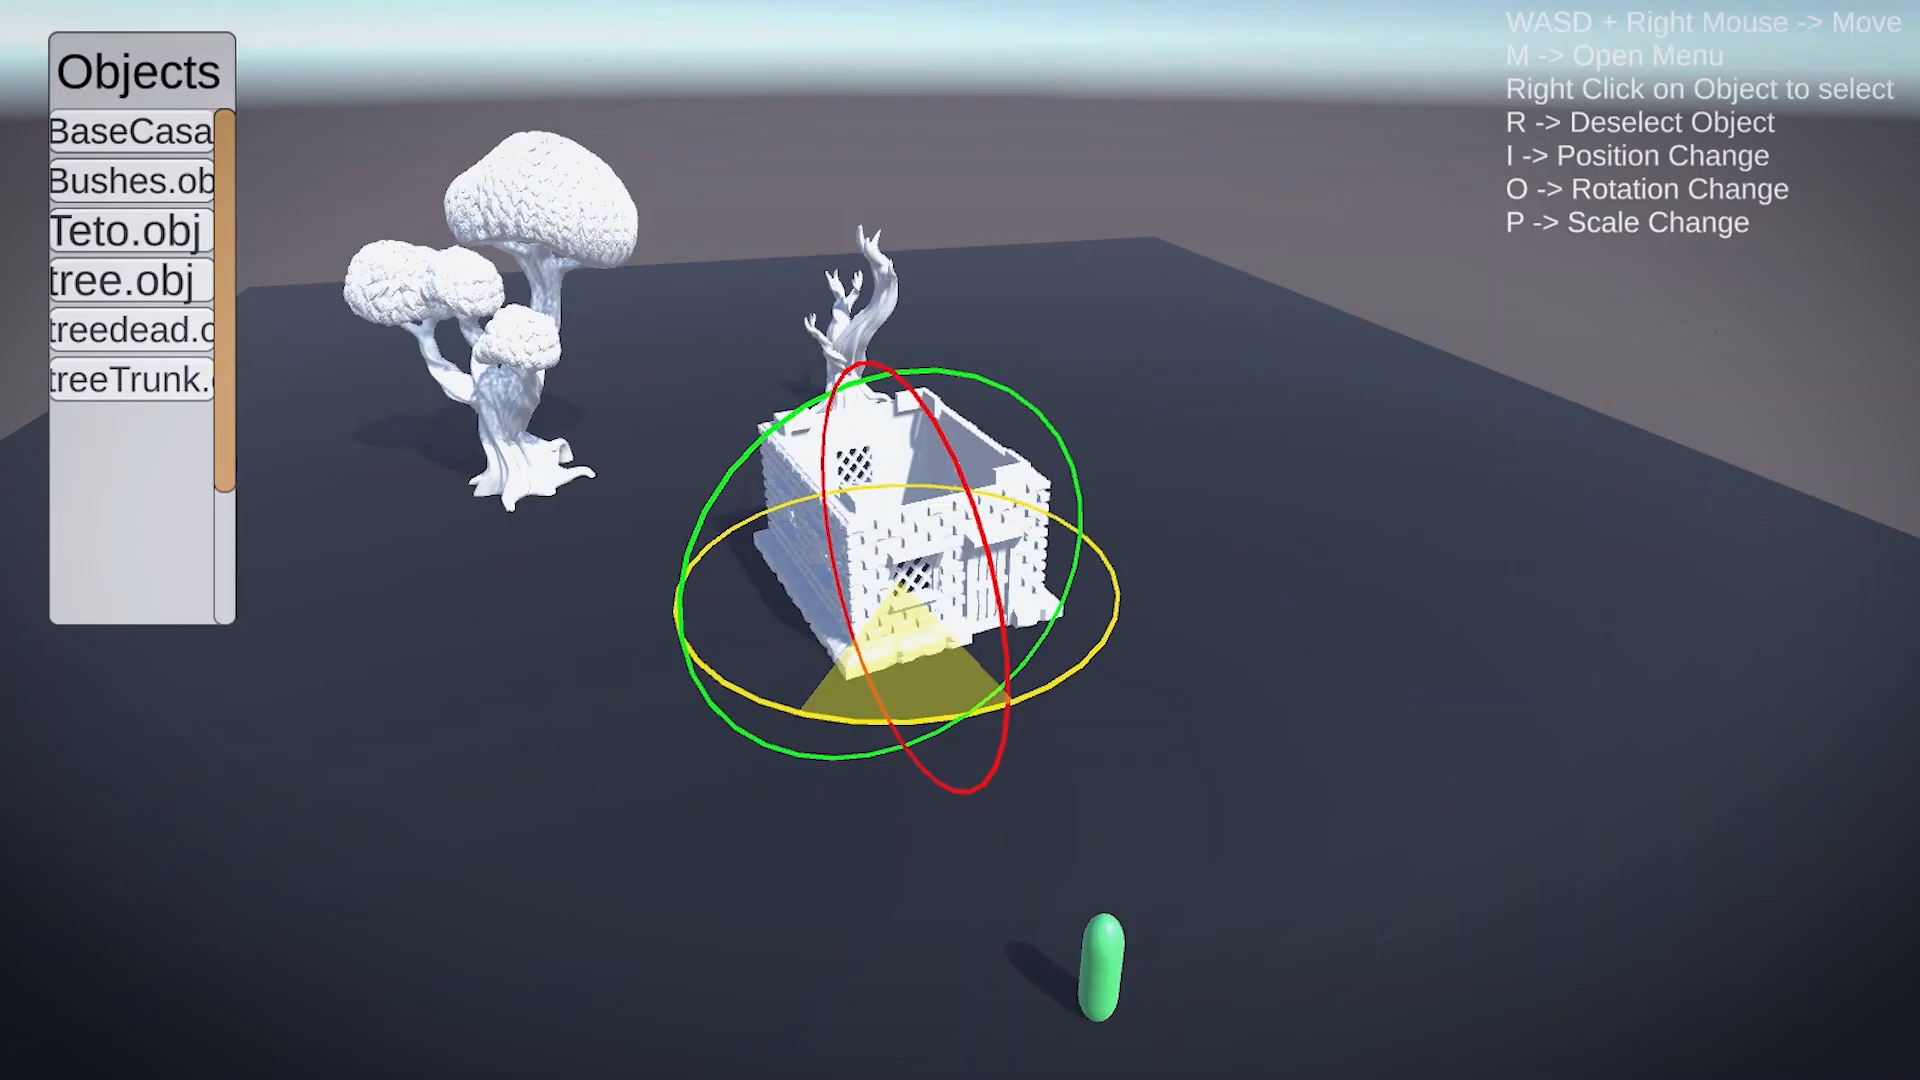 Objects
BaseCasa
Bushes.ob
Teto.obj
tree.obj
treedead.c
treeTrunk.
WASD + Right Mouse -> Move
M -> Open Menu
Right Click on Object to select
R -> Deselect Object
I -> Position Change
O -> Rotation Change
P -> Scale Change